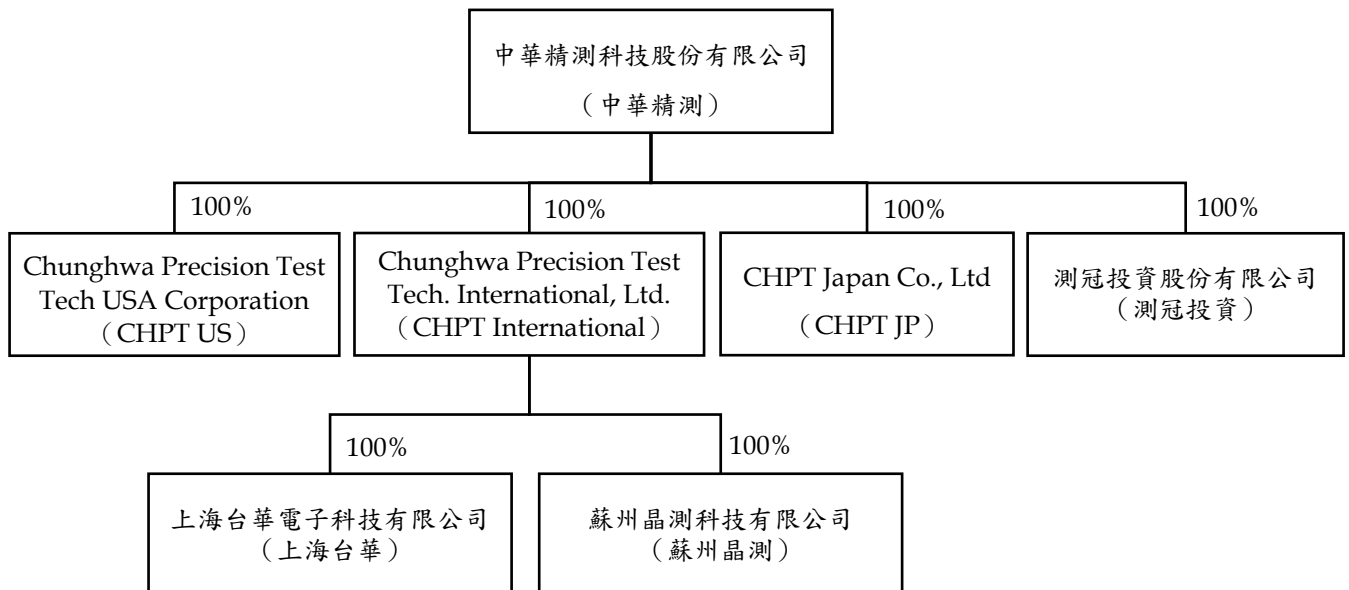 中華精測科技股份有限公司
（中華精測）
100%
100%
100%
100%
Chunghwa Precision Test
Tech USA Corporation
（CHPT US）
Chunghwa Precision Test
Tech. International, Ltd.
（CHPT International）
CHPT Japan Co., Ltd
（CHPT JP）
測冠投資股份有限公司
（測冠投資）
100%
100%
上海台華電子科技有限公司
（上海台華）
蘇州晶測科技有限公司
（蘇州晶測）